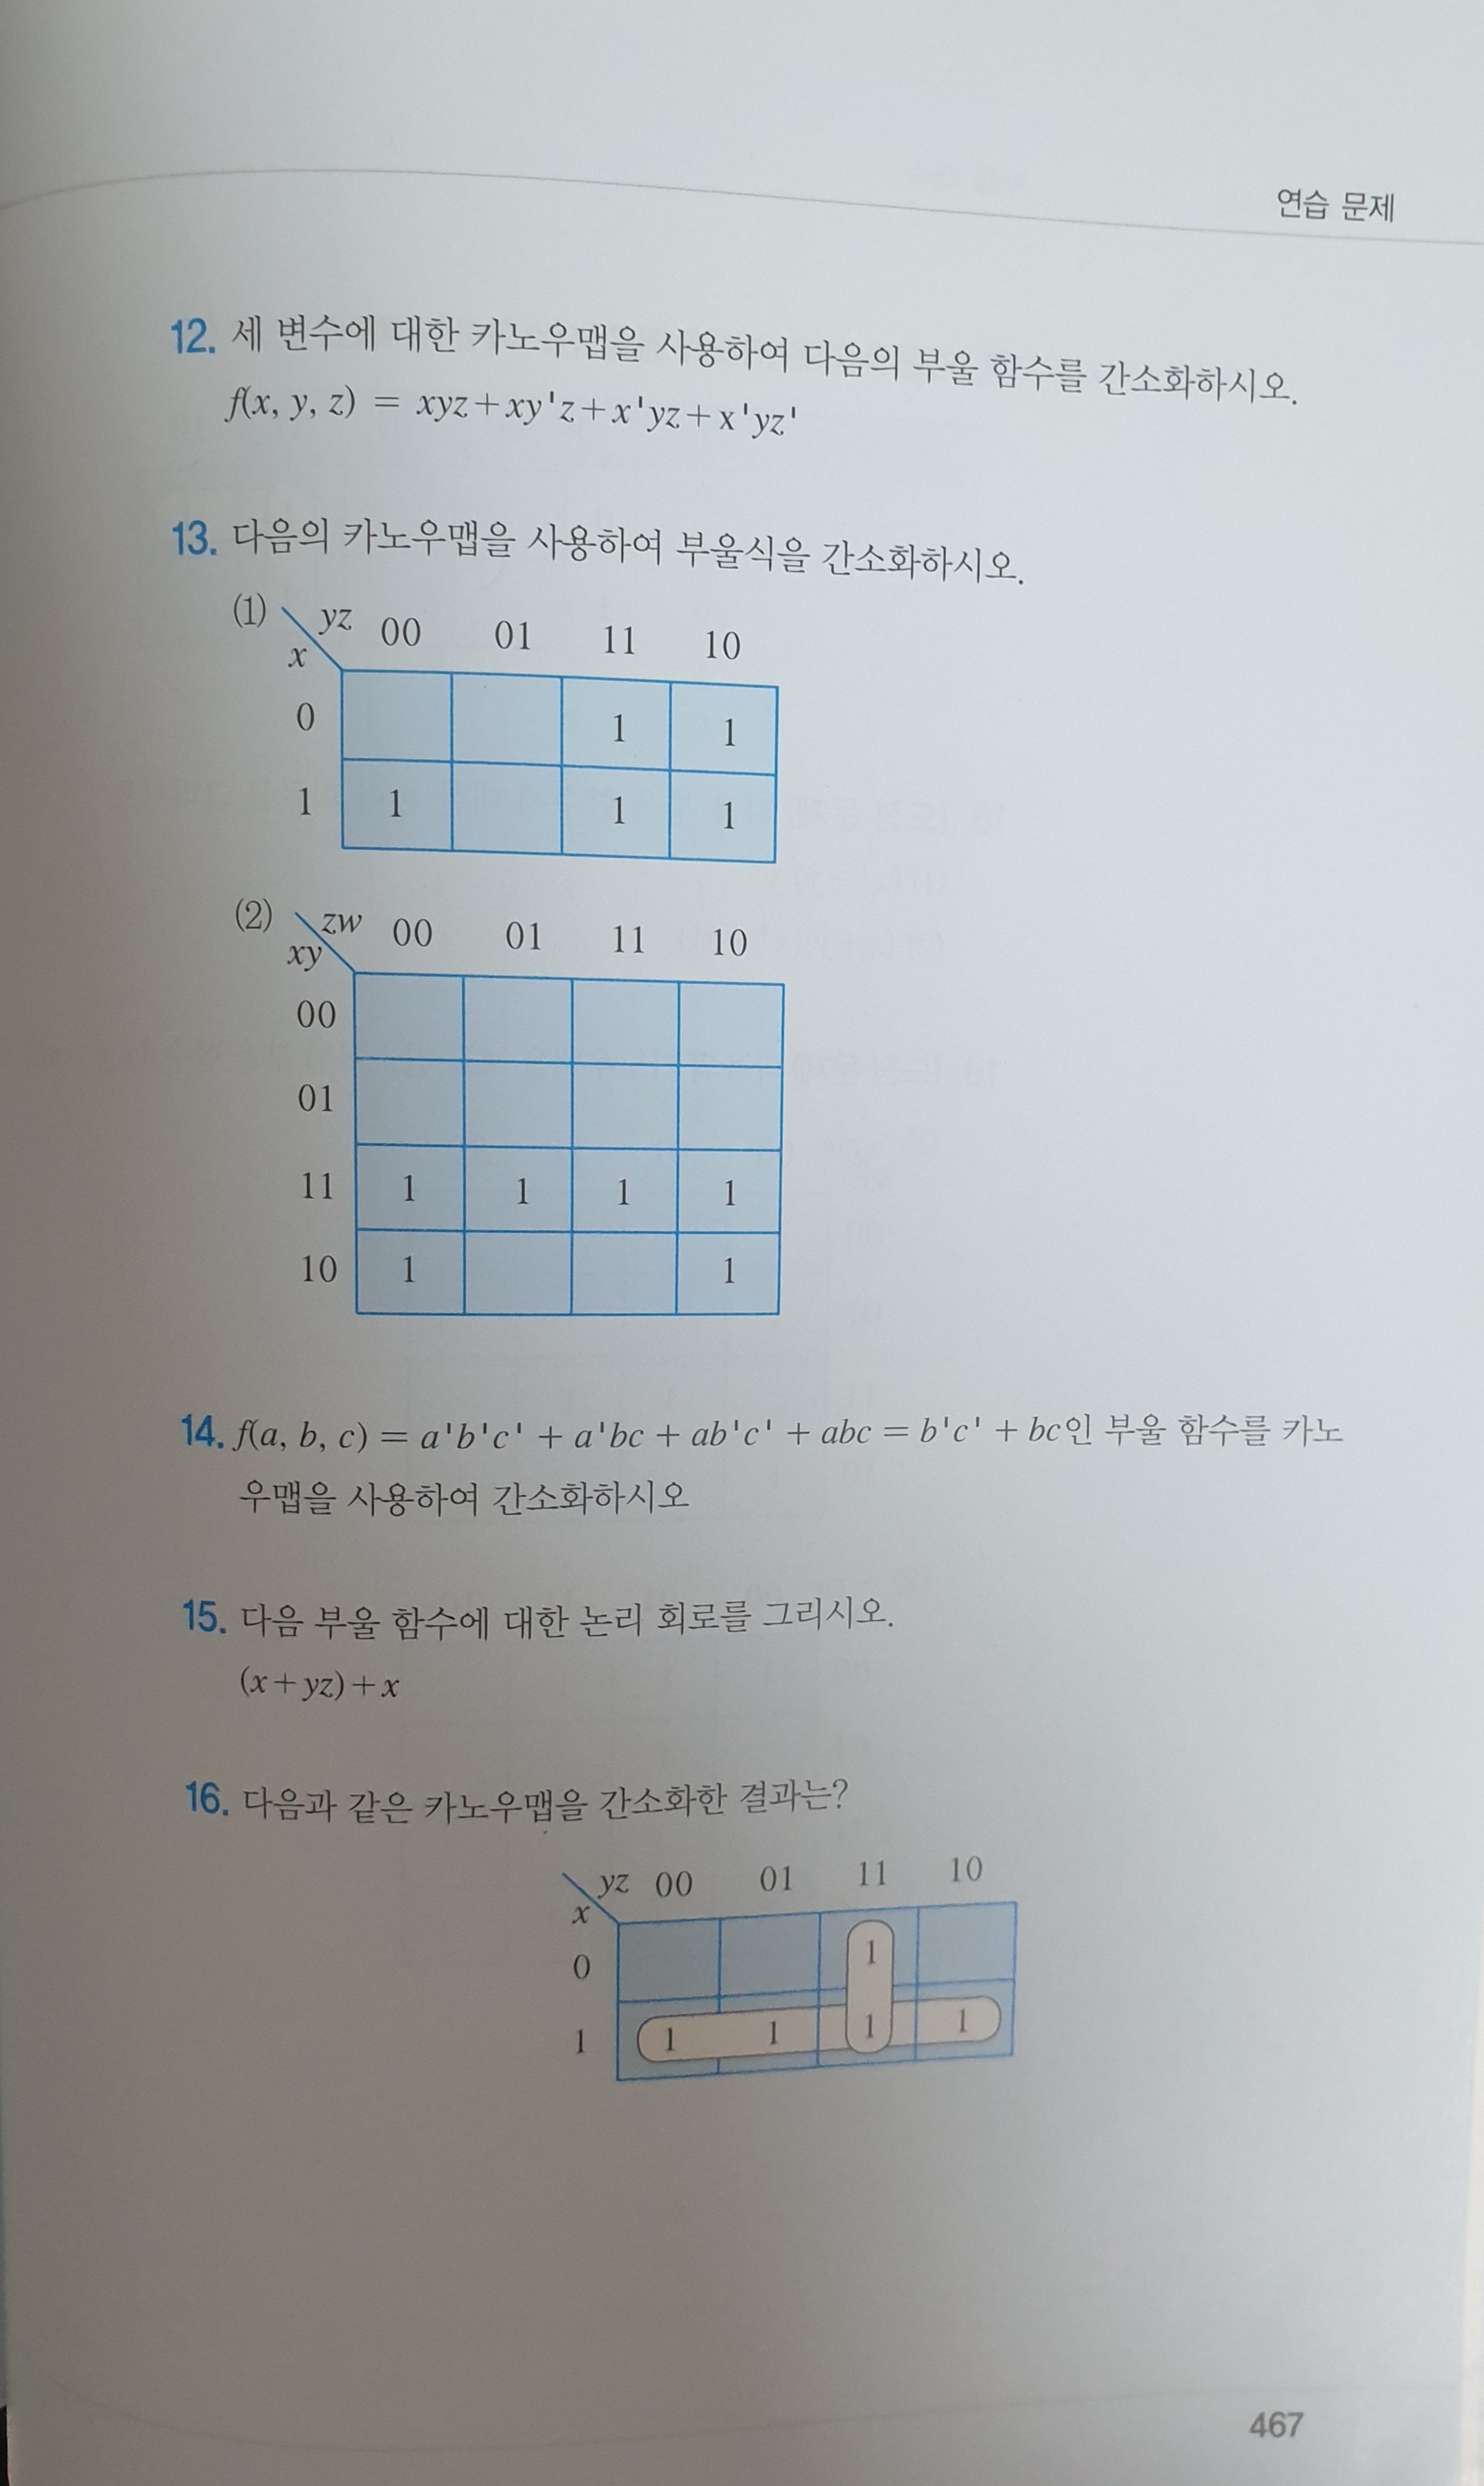 연습 문제
12. 세 변수에 대한 카노우맵을 사용하여 다음의 부울 함수를 간소화하시오.
f(x, y, z) = xyz+xy'z+x'yz+x'yz'
13. 다음의 카노우맵을 사용하여 부울식을 간소화하시오.
(1) yz 00 01 11 10
x
0 1 1
1 1 1 1
(2) zw 00 01 11 10
xy
00
01
11 1 1 1 1
10 1 1
14. f(a, b, c) = a'b'c' + a'bc + ab'c' + abc = b'c' + bc인 부울 함수를 카노
우맵을 사용하여 간소화하시오
15. 다음 부울 함수에 대한 논리 회로를 그리시오.
(x+yz)+x
16. 다음과 같은 카노우맵을 간소화한 결과는?
yz 00 01 11 10
x
0 1
1 1 1 1 1
467